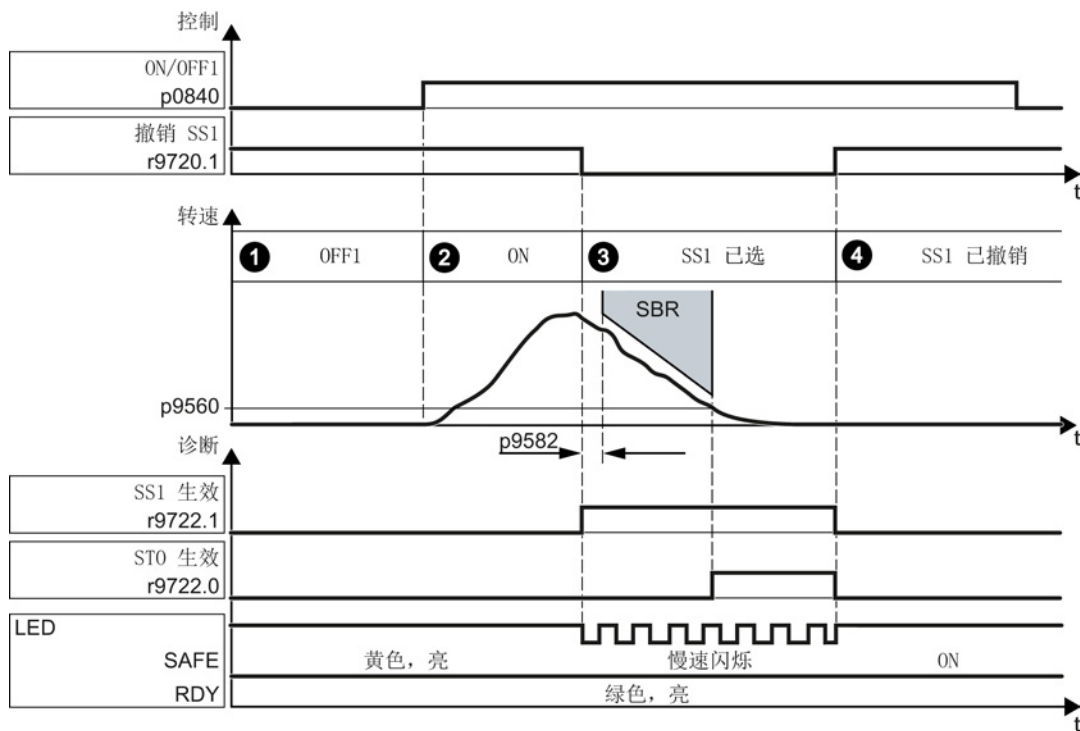 控制
ON/OFF1
p0840
撤销 SS1
r9720.1
t
转速
1 OFF1 2 ON 3 SS1 已选 4 SS1 已撤销
SBR
p9560
t
诊断
p9582
SS1 生效
r9722.1
STO 生效
r9722.0
LED
SAFE 黄色，亮 慢速闪烁 ON
RDY 绿色，亮
t